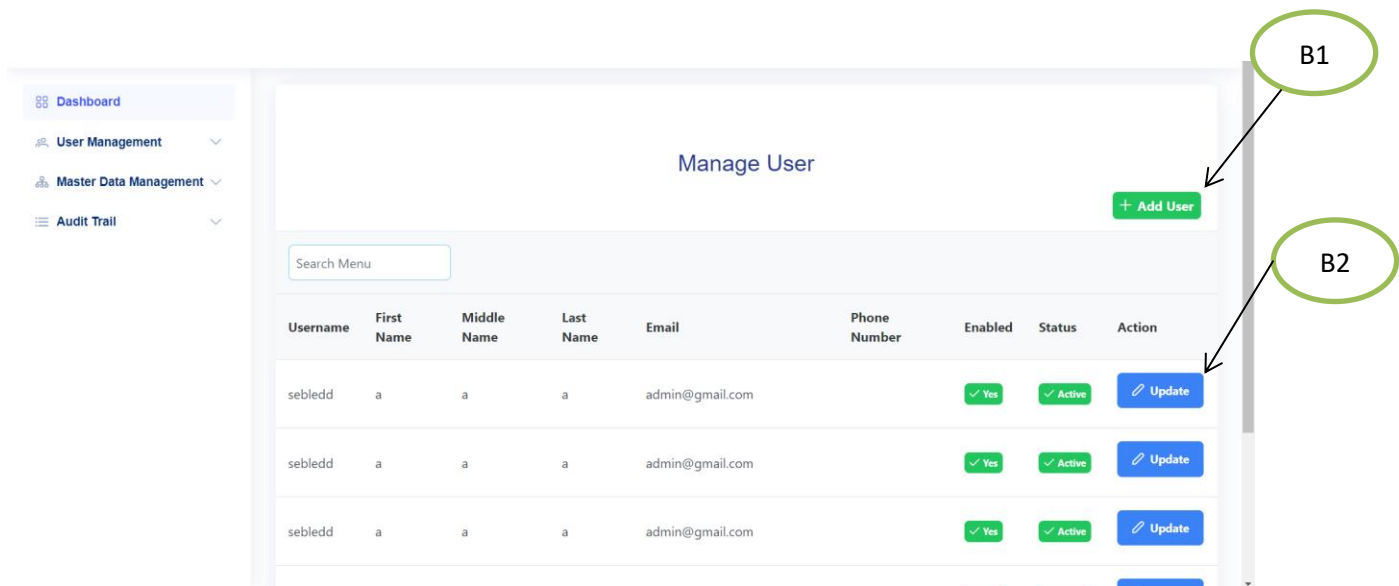 B1
Dashboard
User Management
Manage User
Master Data Management
+ Add User
Audit Trail
B2
Search Menu
Username First Name Middle Name Last Name Email Phone Number Enabled Status Action
sebledd a a a admin@gmail.com Yes Active Update
sebledd a a a admin@gmail.com Yes Active Update
sebledd a a a admin@gmail.com Yes Active Update